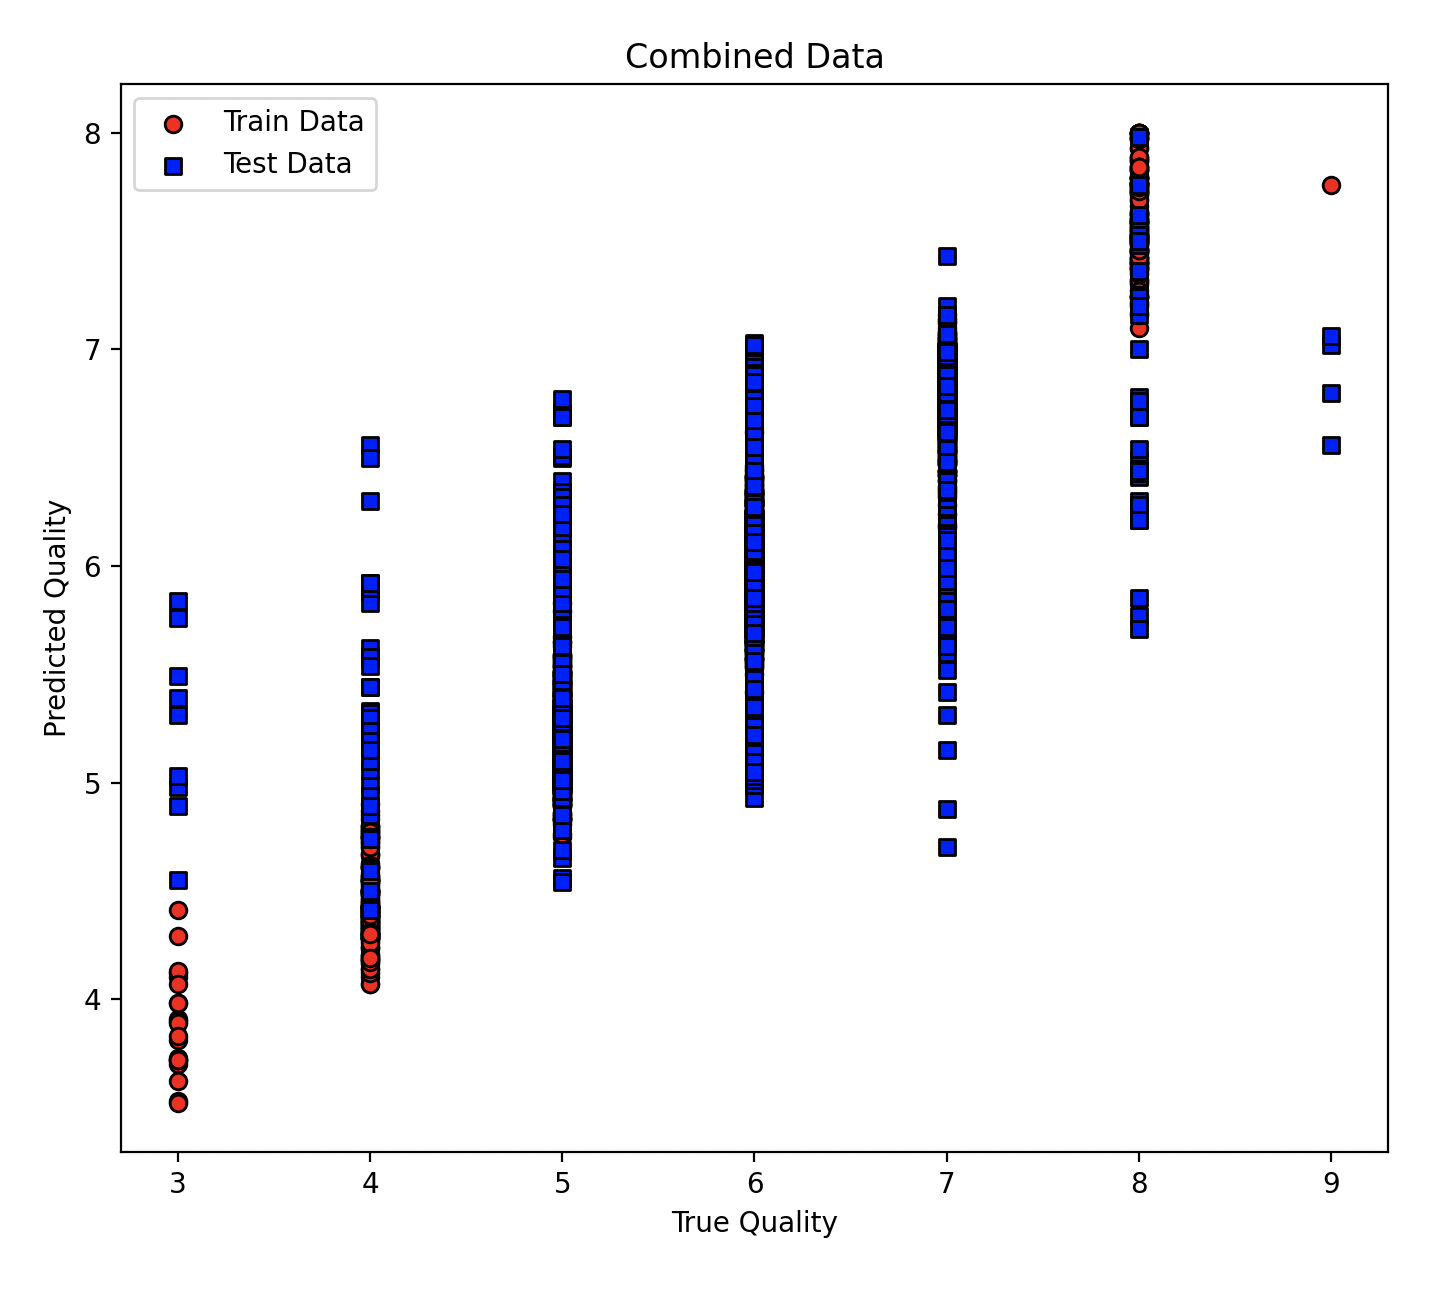 Combined Data
Train Data
Test Data
8
7
6
5
4
Predicted Quality
3 4 5 6 7 8 9
True Quality